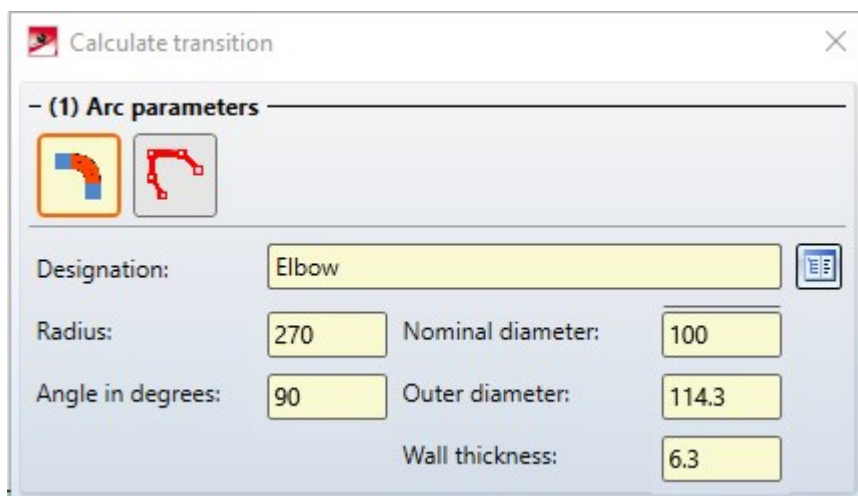 Calculate transition
(1) Arc parameters
Designation: Elbow
Radius: 270 Nominal diameter: 100
Angle in degrees: 90 Outer diameter: 114.3
Wall thickness: 6.3